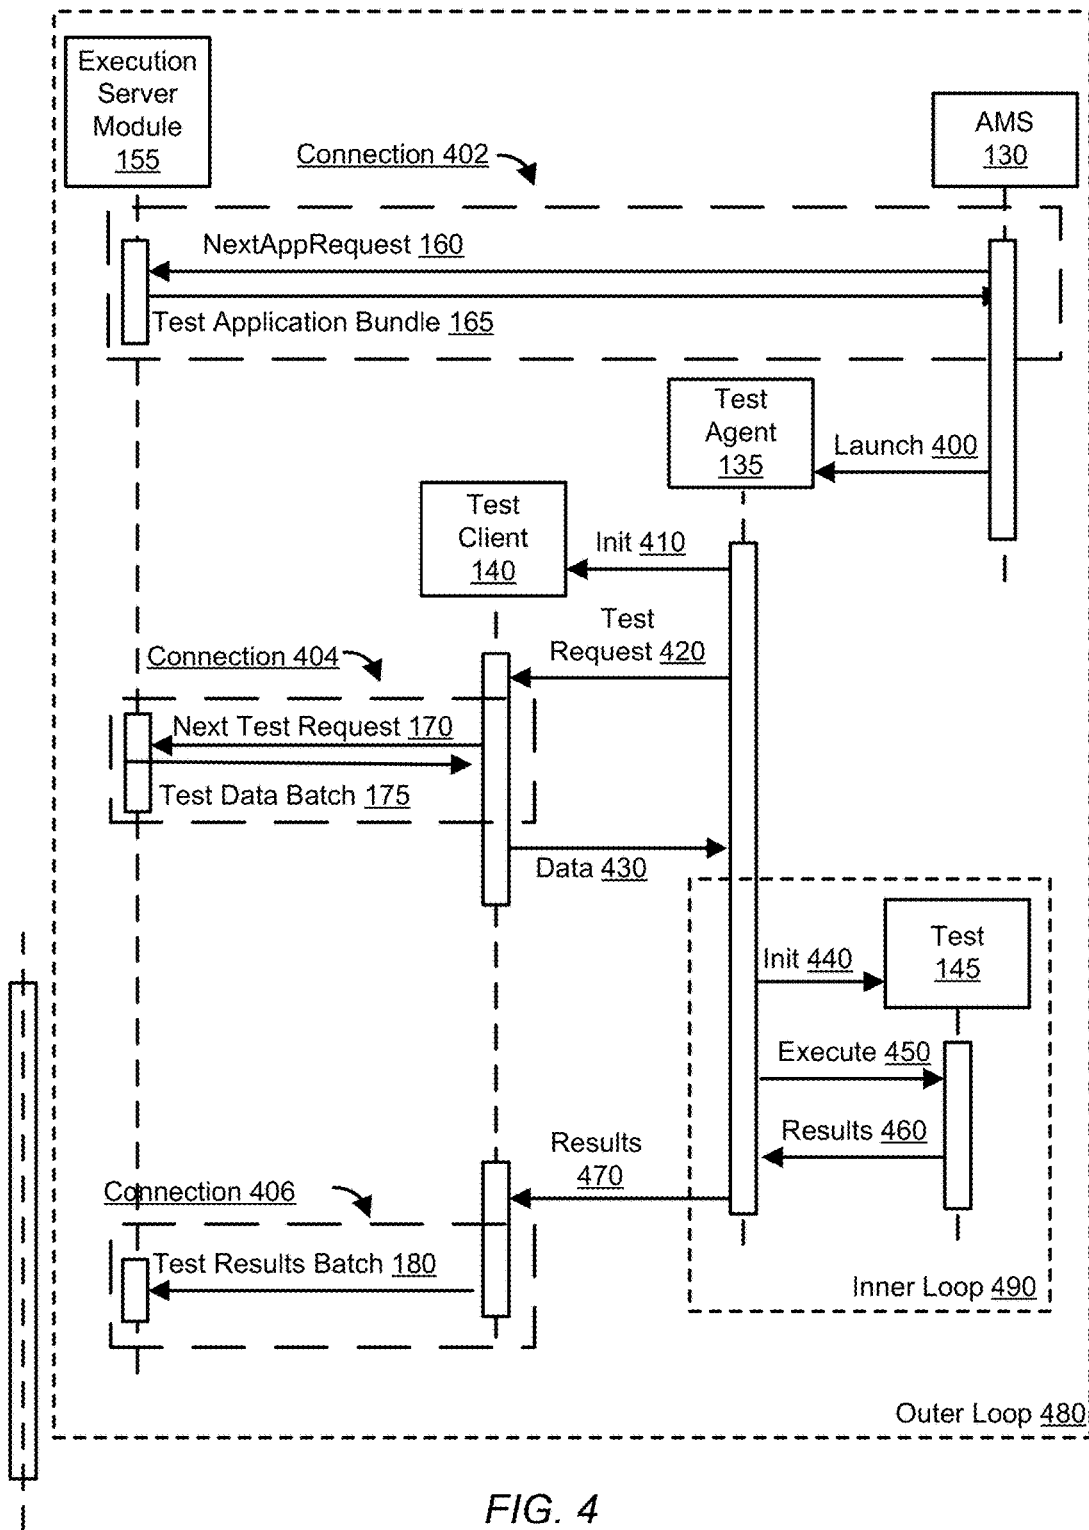 Execution
Server
Module
155
AMS
130
Connection 402
NextAppRequest 160
Test Application Bundle 165
Test
Agent
135
Launch 400
Test
Client
140
Init 410
Test
Request 420
Connection 404
Next Test Request 170
Test Data Batch 175
Data 430
Test
145
Init 440
Execute 450
Results 460
Results
470
Connection 406
Test Results Batch 180
Inner Loop 490
Outer Loop 480
FIG. 4